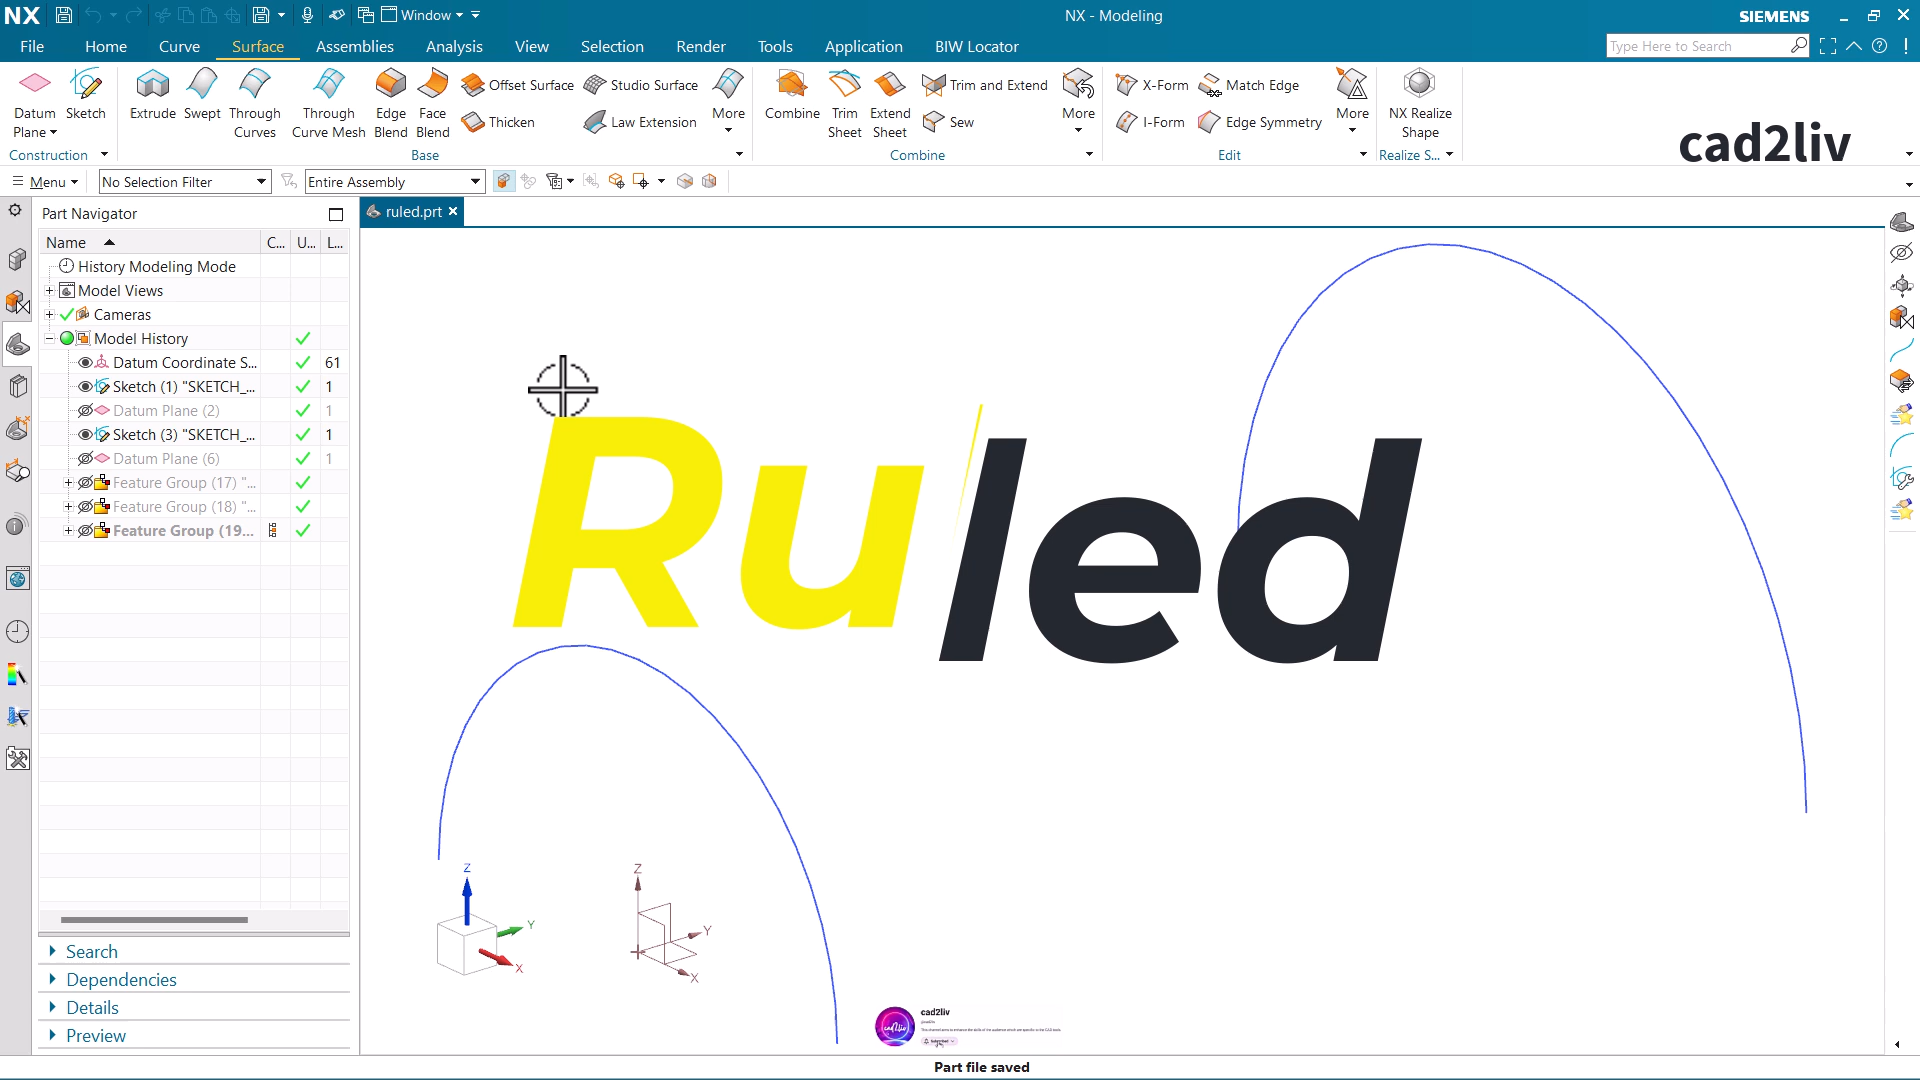 NX
Window
NX - Modeling
SIEMENS
File Home Curve Surface Assemblies Analysis View Selection Render Tools Application BIW Locator
Type Here to Search
Datum Plane
Sketch
Extrude
Swept
Through Curves
Through Curve Mesh
Edge Blend
Face Blend
Offset Surface
Thicken
Studio Surface
Law Extension
More
Combine
Trim Sheet
Extend Sheet
Trim and Extend
Sew
More
X-Form
I-Form
Match Edge
Edge Symmetry
More
NX Realize Shape
cad2liv
Construction
Base
Combine
Edit
Realize S...
Menu
No Selection Filter
Entire Assembly
Part Navigator
ruled.prt
Name C... U... L...
History Modeling Mode
Model Views
Cameras
Model History
Datum Coordinate S... 61
Sketch (1) "SKETCH_... 1
Datum Plane (2) 1
Sketch (3) "SKETCH_... 1
Datum Plane (6) 1
Feature Group (17) "...
Feature Group (18) "...
Feature Group (19...
Ruled
Z
Y
X
Z
Y
X
Search
Dependencies
Details
Preview
cad2liv
cad2liv
Subscribed
Part file saved